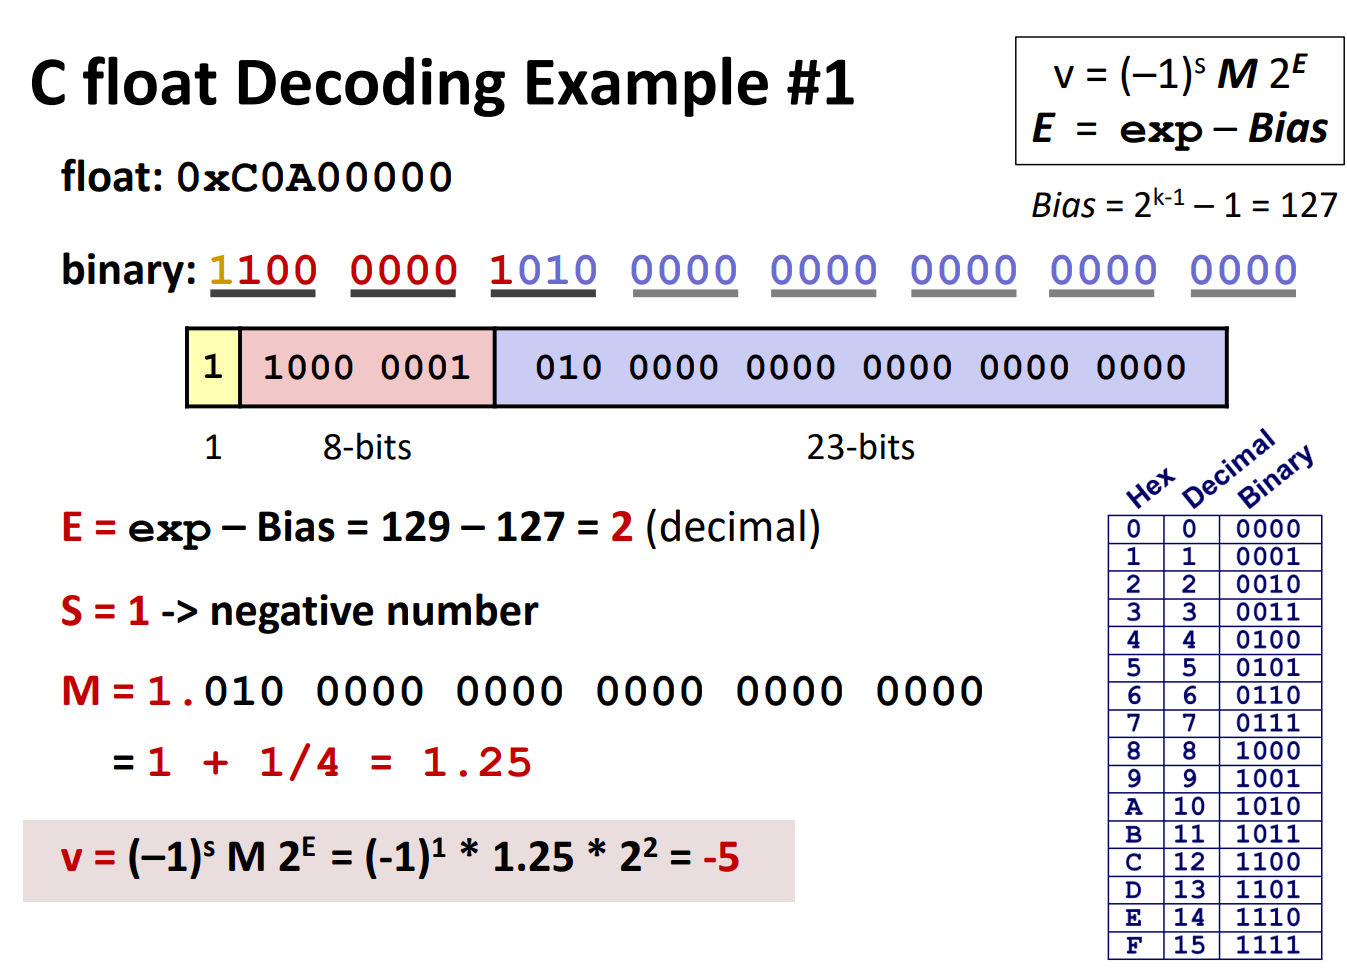 C float Decoding Example #1
v = (–1)ˢ M 2ᴱ
E = exp – Bias
Bias = 2ᵏ⁻¹ – 1 = 127
float: 0xC0A00000
binary: 1100 0000 1010 0000 0000 0000 0000 0000
1 1000 0001 010 0000 0000 0000 0000 0000
1 8-bits 23-bits
E = exp – Bias = 129 – 127 = 2 (decimal)
S = 1 -> negative number
M = 1.010 0000 0000 0000 0000 0000
= 1 + 1/4 = 1.25
v = (–1)ˢ M 2ᴱ = (-1)¹ * 1.25 * 2² = -5
Hex Decimal Binary
0 0 0000
1 1 0001
2 2 0010
3 3 0011
4 4 0100
5 5 0101
6 6 0110
7 7 0111
8 8 1000
9 9 1001
A 10 1010
B 11 1011
C 12 1100
D 13 1101
E 14 1110
F 15 1111